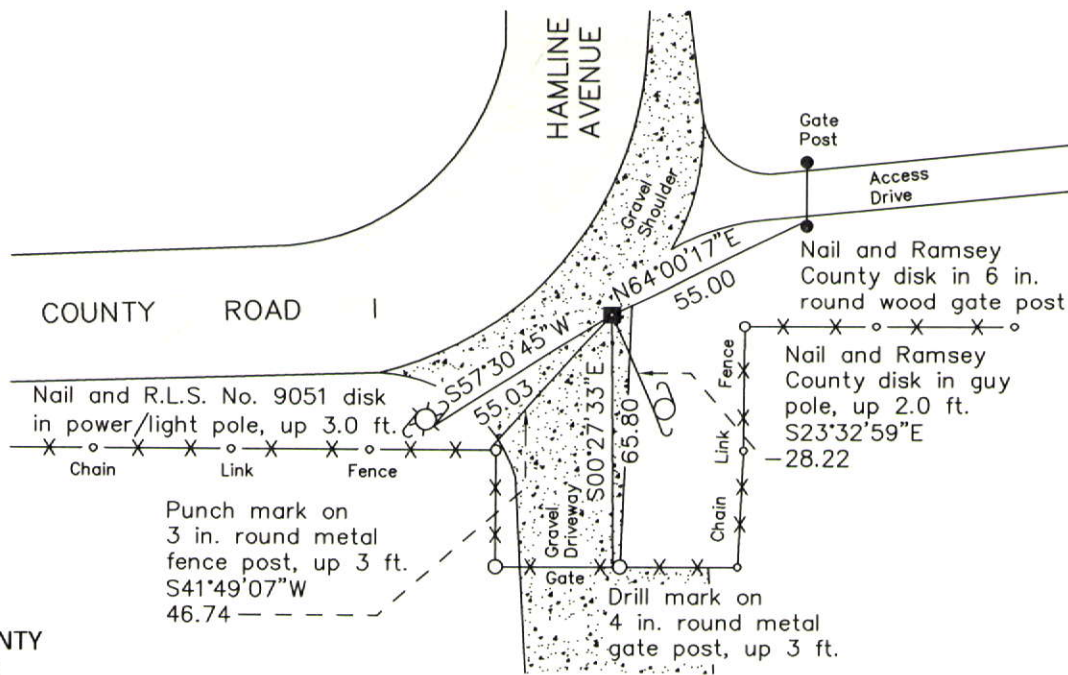 HAMLINE
AVENUE
Gate
Post
Access
Drive
Gravel
Shoulder
N64°00'17"E
55.00
Nail and Ramsey
County disk in 6 in.
round wood gate post
COUNTY ROAD I
S57°30'45"W
55.03
S00°27'33"E
65.80
Fence
Link
Chain
Nail and Ramsey
County disk in guy
pole, up 2.0 ft.
S23°32'59"E
28.22
Nail and R.L.S. No. 9051 disk
in power/light pole, up 3.0 ft.
Chain Link Fence
Punch mark on
3 in. round metal
fence post, up 3 ft.
S41°49'07"W
46.74
Gravel
Driveway
Gate
Drill mark on
4 in. round metal
gate post, up 3 ft.
NTY